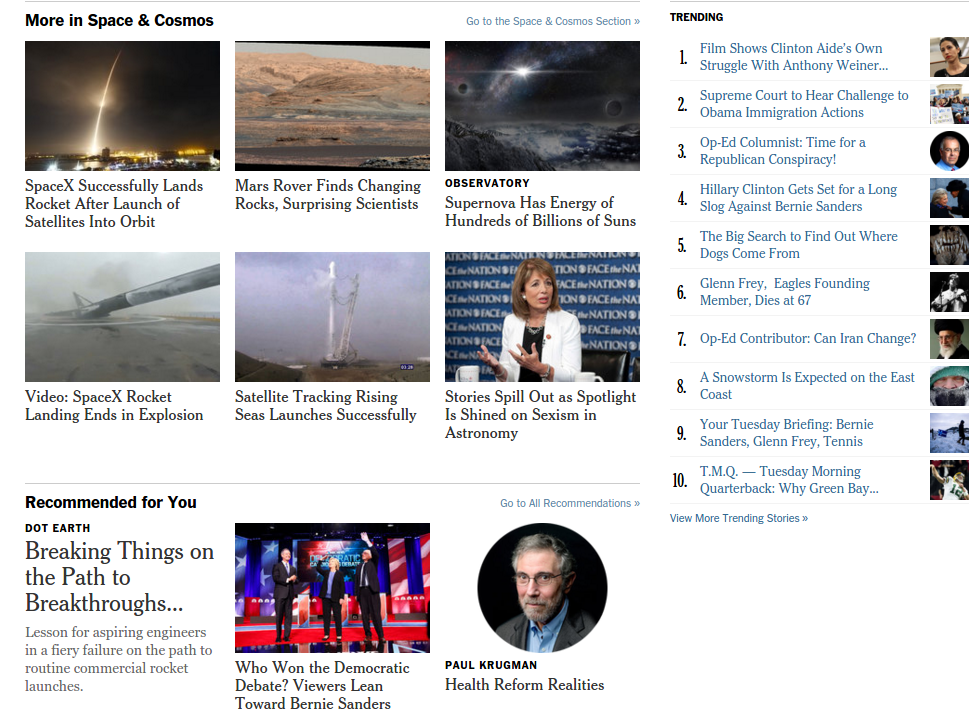 More in Space & Cosmos
Go to the Space & Cosmos Section »
SpaceX Successfully Lands
Rocket After Launch of
Satellites Into Orbit
Mars Rover Finds Changing
Rocks, Surprising Scientists
OBSERVATORY
Supernova Has Energy of
Hundreds of Billions of Suns
NATION FACE the NATION
FACE the NATION
Video: SpaceX Rocket
Landing Ends in Explosion
Satellite Tracking Rising
Seas Launches Successfully
Stories Spill Out as Spotlight
Is Shined on Sexism in
Astronomy
Recommended for You
Go to All Recommendations »
DOT EARTH
Breaking Things on
the Path to
Breakthroughs...
Lesson for aspiring engineers
in a fiery failure on the path to
routine commercial rocket
launches.
DEMOCRATIC
Who Won the Democratic
Debate? Viewers Lean
Toward Bernie Sanders
PAUL KRUGMAN
Health Reform Realities
TRENDING
1. Film Shows Clinton Aide's Own
Struggle With Anthony Weiner...
2. Supreme Court to Hear Challenge to
Obama Immigration Actions
3. Op-Ed Columnist: Time for a
Republican Conspiracy!
4. Hillary Clinton Gets Set for a Long
Slog Against Bernie Sanders
5. The Big Search to Find Out Where
Dogs Come From
6. Glenn Frey, Eagles Founding
Member, Dies at 67
7. Op-Ed Contributor: Can Iran Change?
8. A Snowstorm Is Expected on the East
Coast
9. Your Tuesday Briefing: Bernie
Sanders, Glenn Frey, Tennis
10. T.M.Q. — Tuesday Morning
Quarterback: Why Green Bay...
View More Trending Stories »